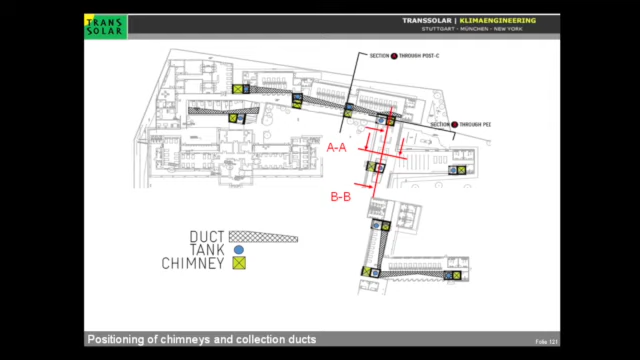 TRANS
SOLAR
TRANSSOLAR | KLIMAENGINEERING
STUTTGART - MÜNCHEN - NEW YORK
SECTION THROUGH POST-C
SECTION THROUGH PEE
A-A
B-B
DUCT
TANK
CHIMNEY
Positioning of chimneys and collection ducts
Folie 121